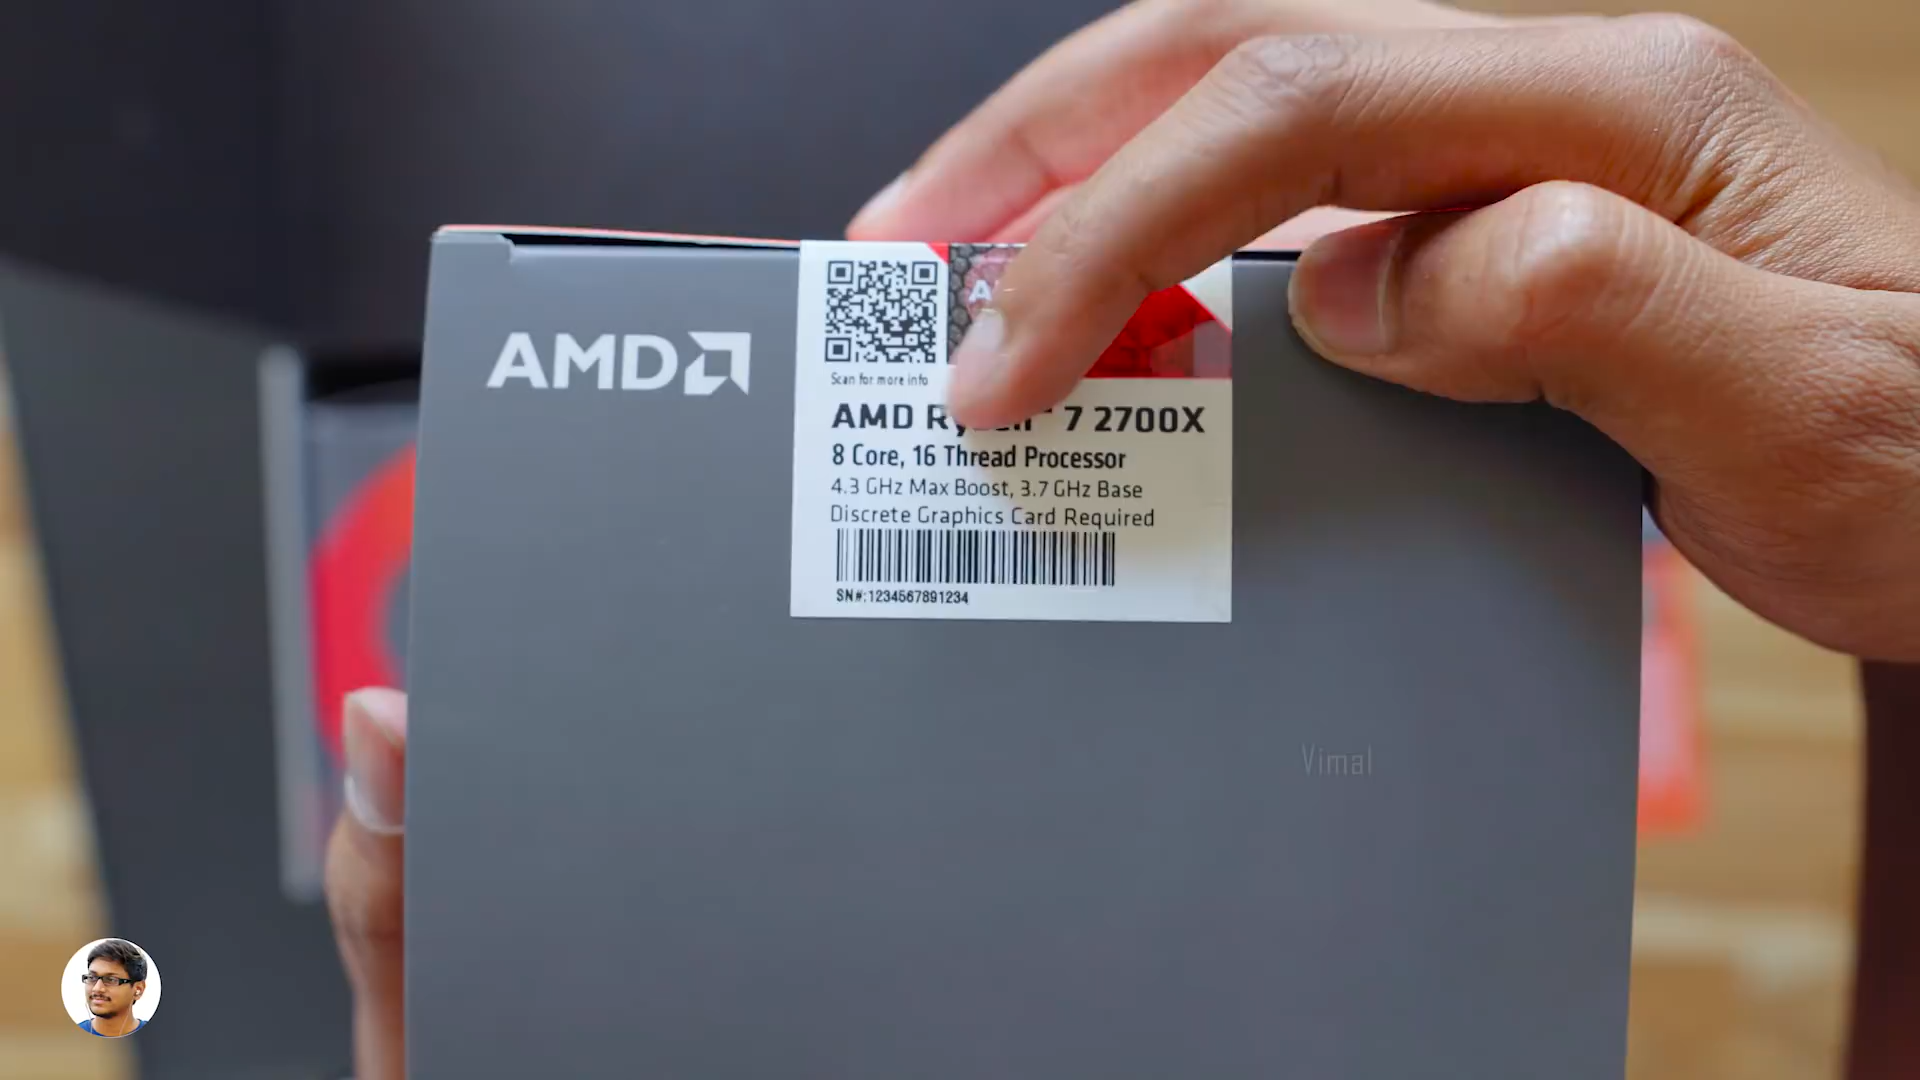 AMD
Scan for more info
AMD Ryzen™ 7 2700X
8 Core, 16 Thread Processor
4.3 GHz Max Boost, 3.7 GHz Base
Discrete Graphics Card Required
SN#:1234567891234
Vimal